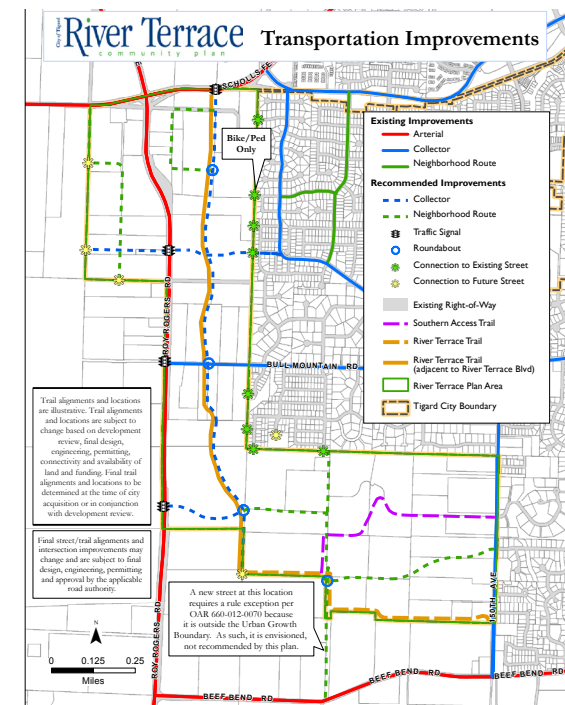 City of Tigard
River Terrace
community plan
Transportation Improvements
SCHOLLS FE
Bike/Ped
Only
Existing Improvements
Arterial
Collector
Neighborhood Route
Recommended Improvements
Collector
Neighborhood Route
Traffic Signal
Roundabout
Connection to Existing Street
Connection to Future Street
Existing Right-of-Way
Southern Access Trail
River Terrace Trail
River Terrace Trail
(adjacent to River Terrace Blvd)
River Terrace Plan Area
Tigard City Boundary
ROY ROGERS RD
BULL MOUNTAIN RD
Trail alignments and locations
are illustrative. Trail alignments
and locations are subject to
change based on development
review, final design,
engineering, permitting,
connectivity and availability of
land and funding. Final trail
alignments and locations to be
determined at the time of city
acquisition or in conjunction
with development review.
Final street/trail alignments and
intersection improvements may
change and are subject to final
design, engineering, permitting
and approval by the applicable
road authority.
A new street at this location
requires a rule exception per
OAR 660-012-0070 because
it is outside the Urban Growth
Boundary. As such, it is envisioned,
not recommended by this plan.
150TH AVE
N
0 0.125 0.25
Miles
ROY ROGERS RD
BEEF BEND RD
BEEF BEND RD
BEEF BEND RD